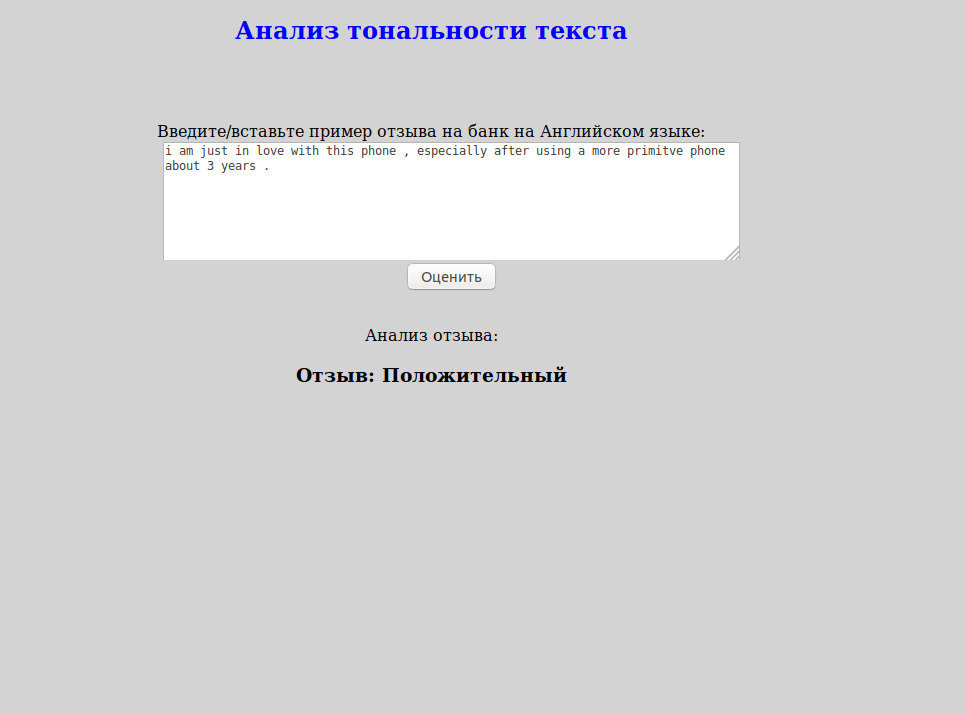 Анализ тональности текста
Введите/вставьте пример отзыва на банк на Английском языке:
i am just in love with this phone , especially after using a more primitve phone
about 3 years .
Оценить
Анализ отзыва:
Отзыв: Положительный